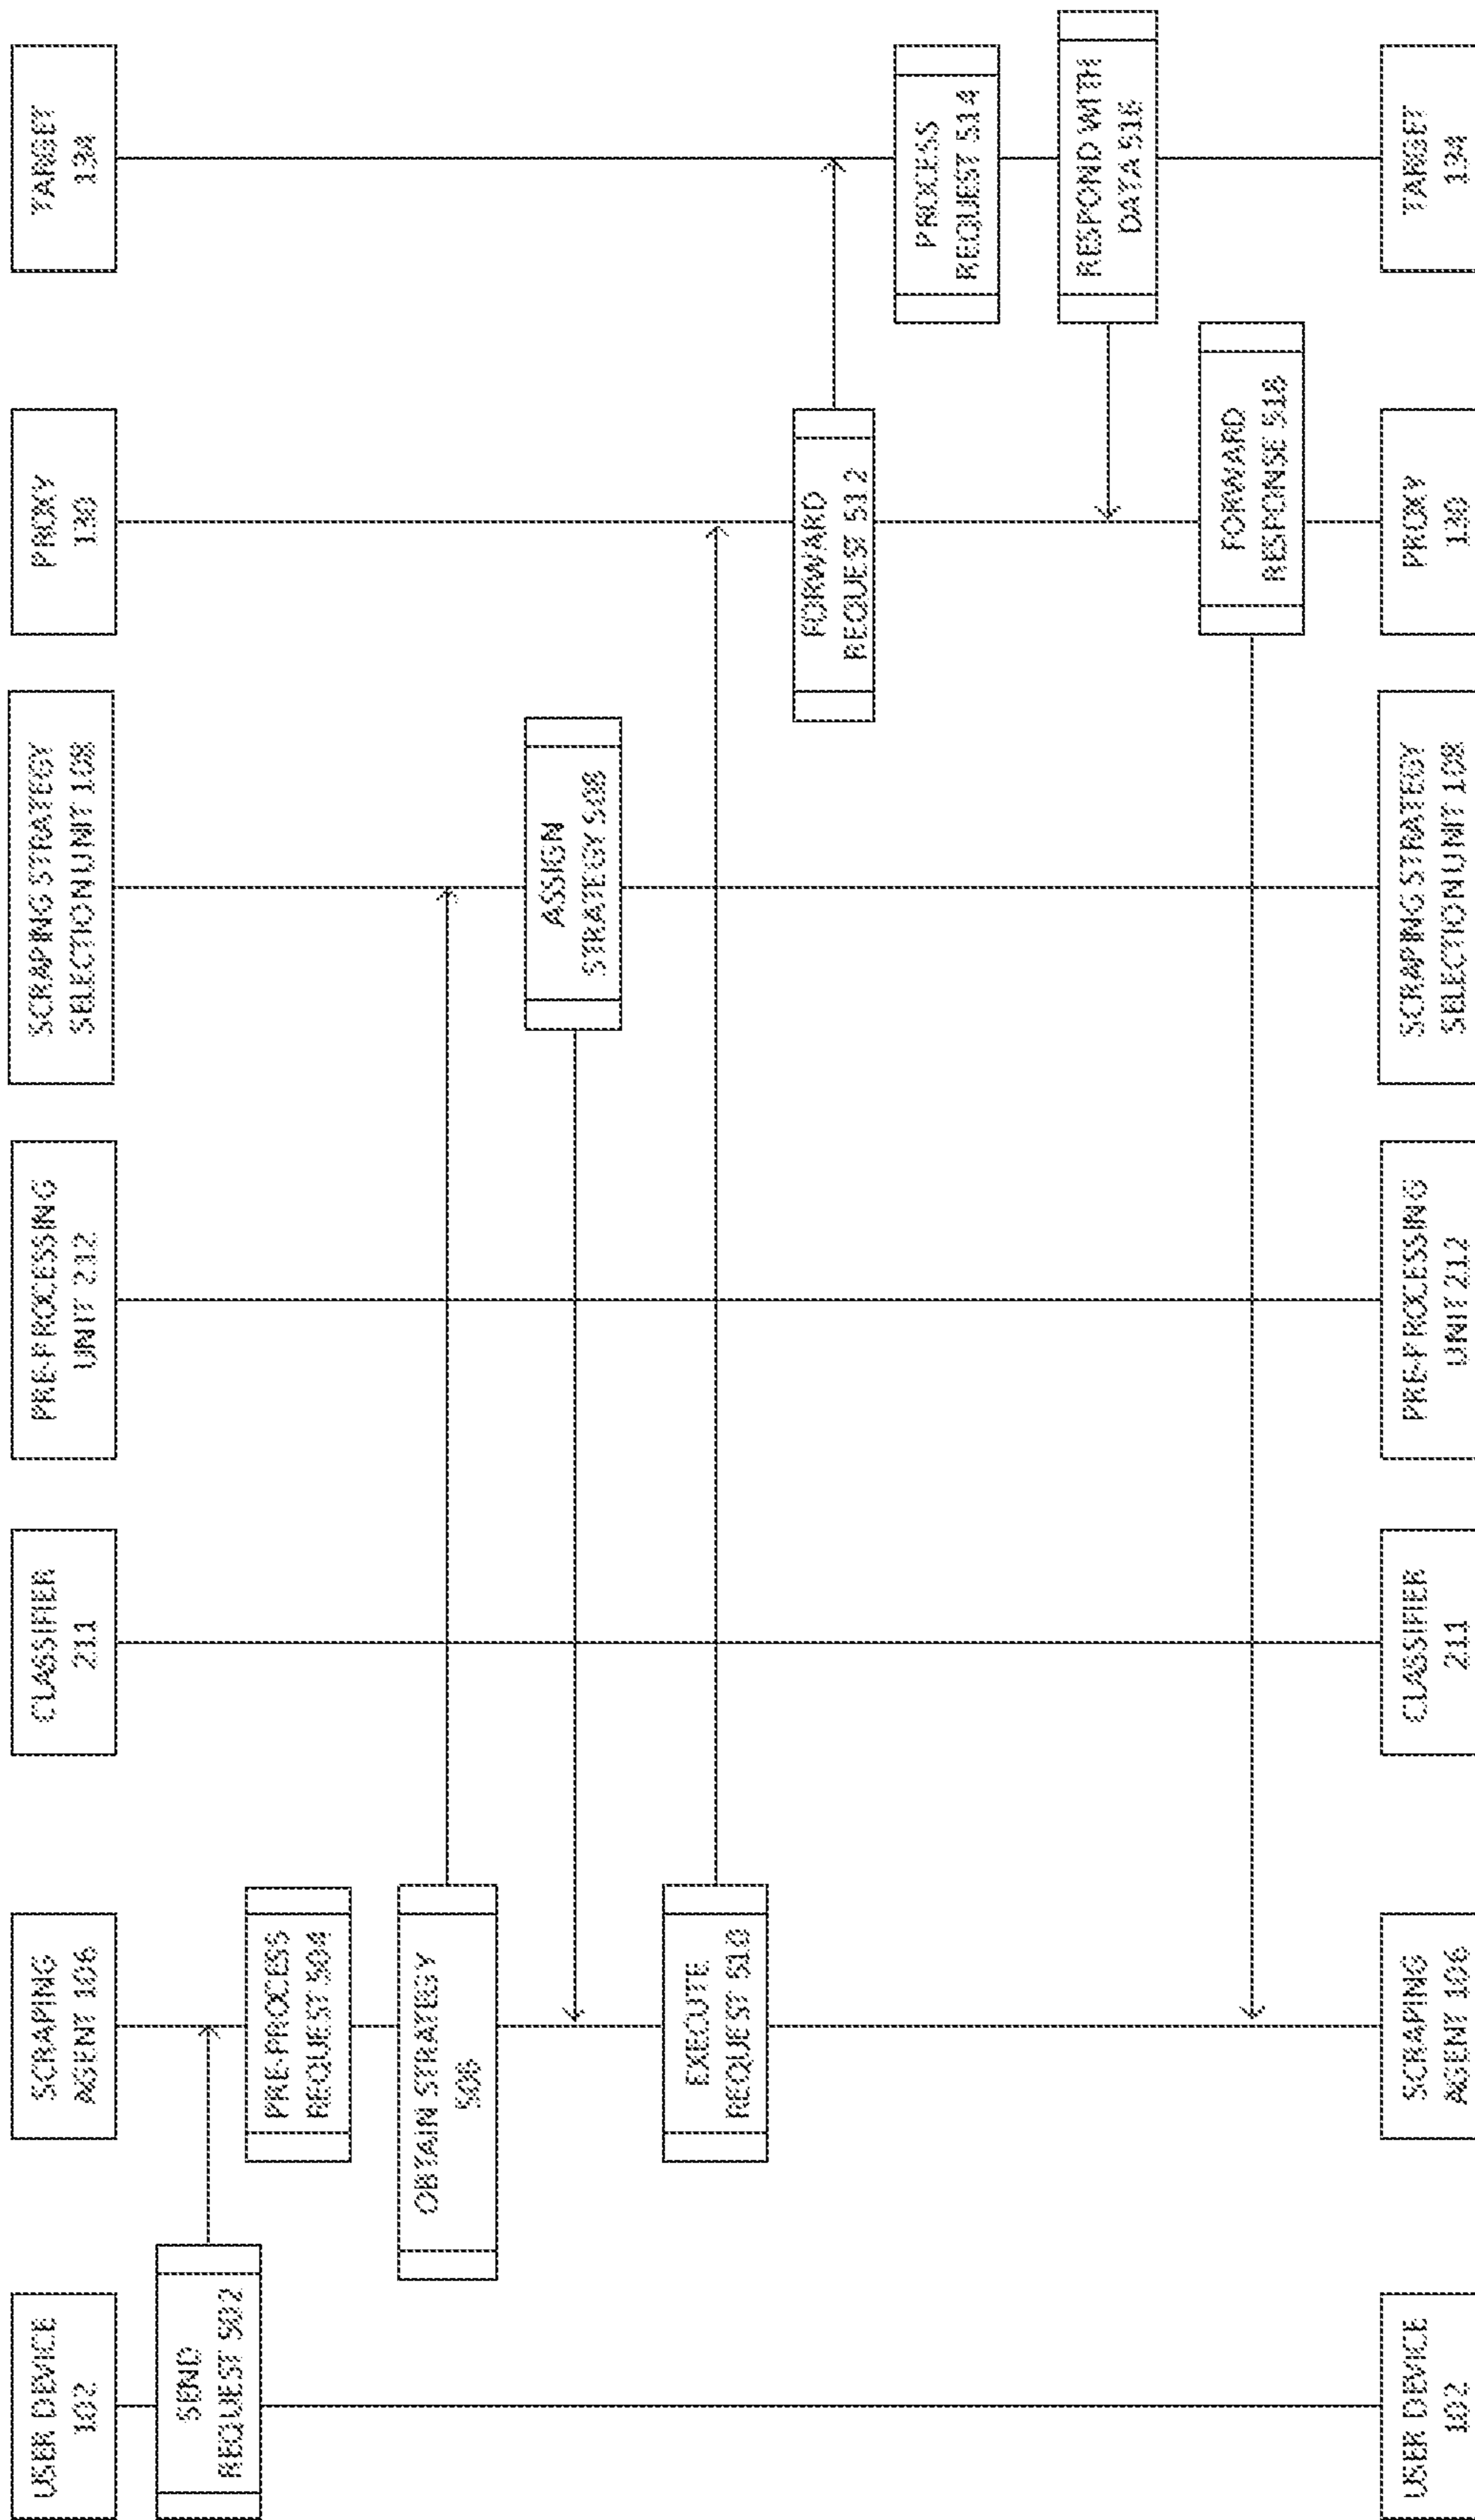 USER DEVICE
102
SCRAPING
AGENT 106
CLASSIFIER
211
PRE-PROCESSING
UNIT 212
SCRAPING STRATEGY
SELECTION UNIT 108
PROXY
130
TARGET
134
SEND
REQUEST 502
PRE-PROCESS
REQUEST 504
OBTAIN STRATEGY
506
ASSIGN
STRATEGY 508
EXECUTE
REQUEST 510
FORWARD
REQUEST 512
PROCESS
REQUEST 514
RESPOND WITH
DATA 516
FORWARD
RESPONSE 518
USER DEVICE
102
SCRAPING
AGENT 106
CLASSIFIER
211
PRE-PROCESSING
UNIT 212
SCRAPING STRATEGY
SELECTION UNIT 108
PROXY
130
TARGET
134